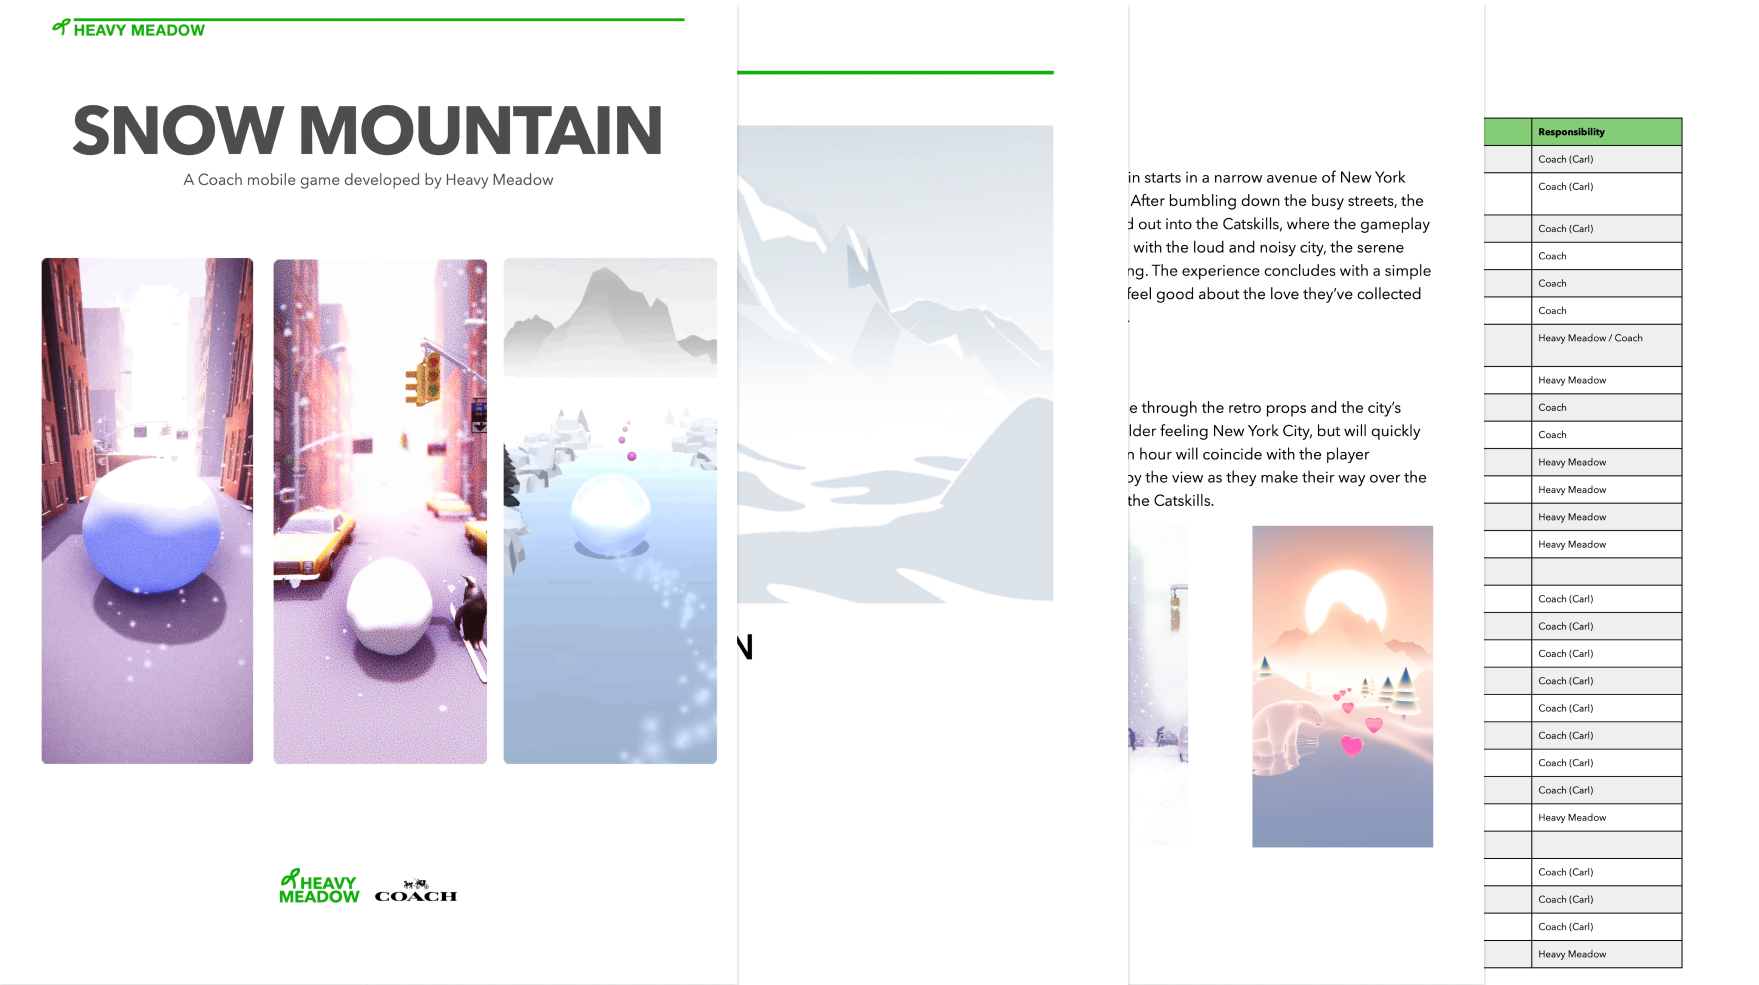 HEAVY MEADOW
SNOW MOUNTAIN
A Coach mobile game developed by Heavy Meadow
HEAVY
MEADOW
COACH
N
in starts in a narrow avenue of New York
After bumbling down the busy streets, the
d out into the Catskills, where the gameplay
with the loud and noisy city, the serene
ng. The experience concludes with a simple
feel good about the love they've collected
.
e through the retro props and the city's
lder feeling New York City, but will quickly
n hour will coincide with the player
oy the view as they make their way over the
the Catskills.
Responsibility
Coach (Carl)
Coach (Carl)
Coach (Carl)
Coach
Coach
Coach
Heavy Meadow / Coach
Heavy Meadow
Coach
Coach
Heavy Meadow
Heavy Meadow
Heavy Meadow
Heavy Meadow
Coach (Carl)
Coach (Carl)
Coach (Carl)
Coach (Carl)
Coach (Carl)
Coach (Carl)
Coach (Carl)
Coach (Carl)
Heavy Meadow
Coach (Carl)
Coach (Carl)
Coach (Carl)
Heavy Meadow